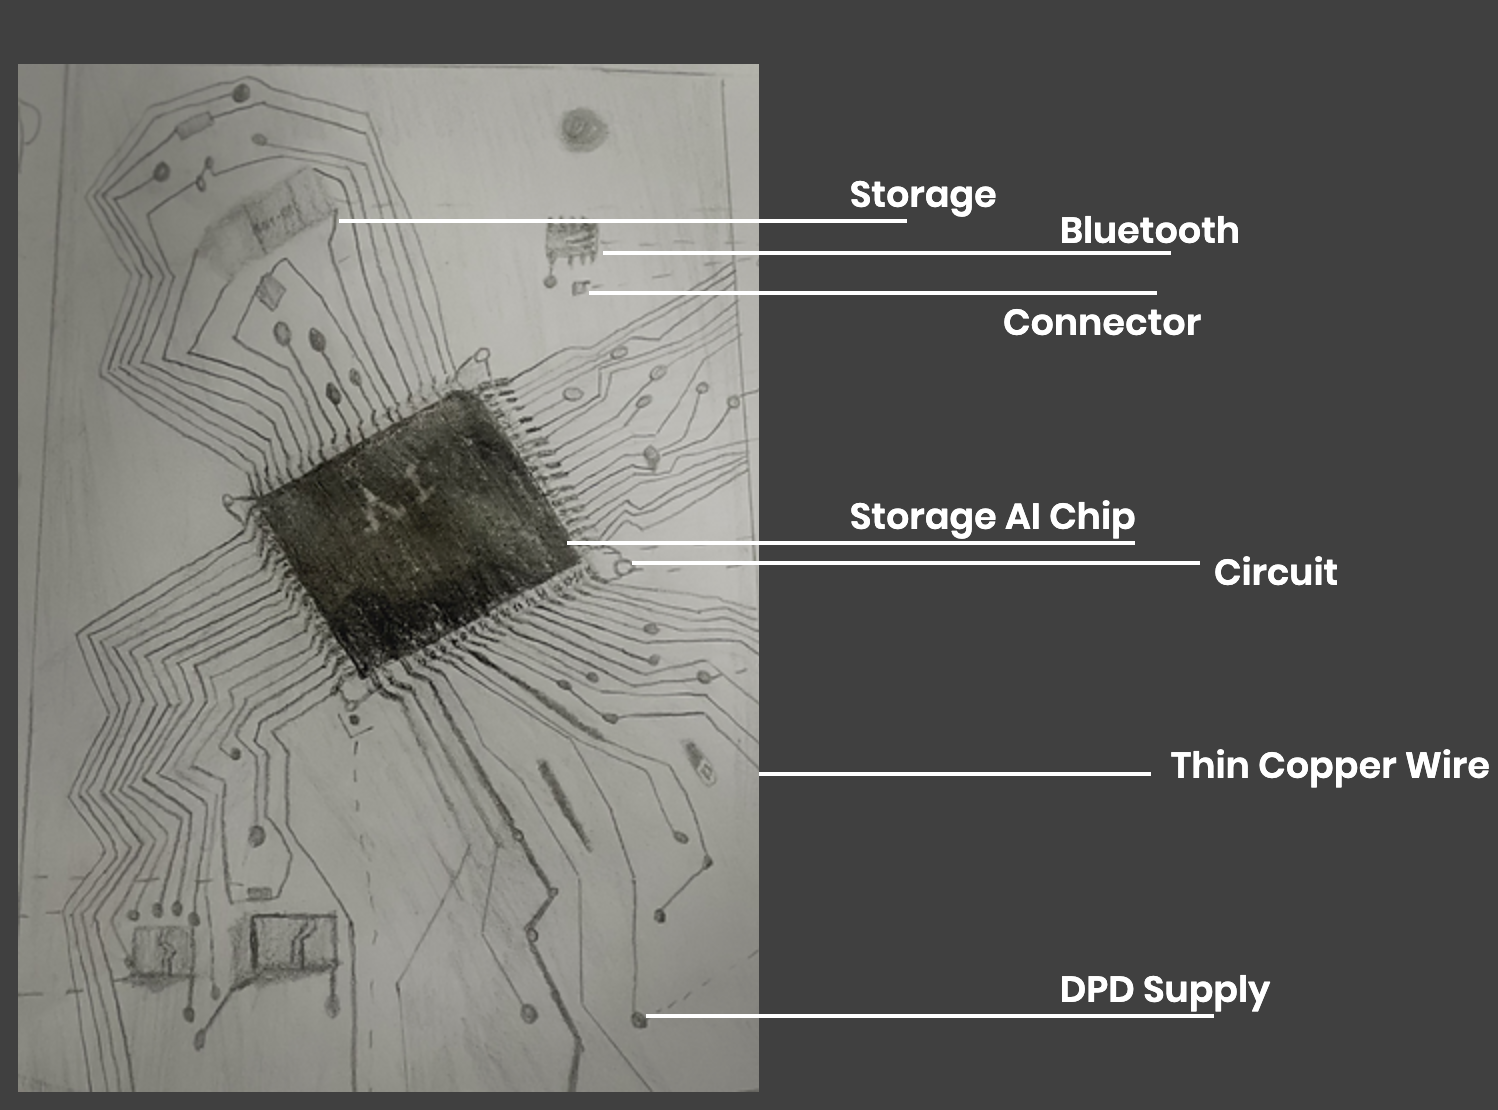 Storage
Bluetooth
Connector
Storage AI Chip
Circuit
Thin Copper Wire
DPD Supply